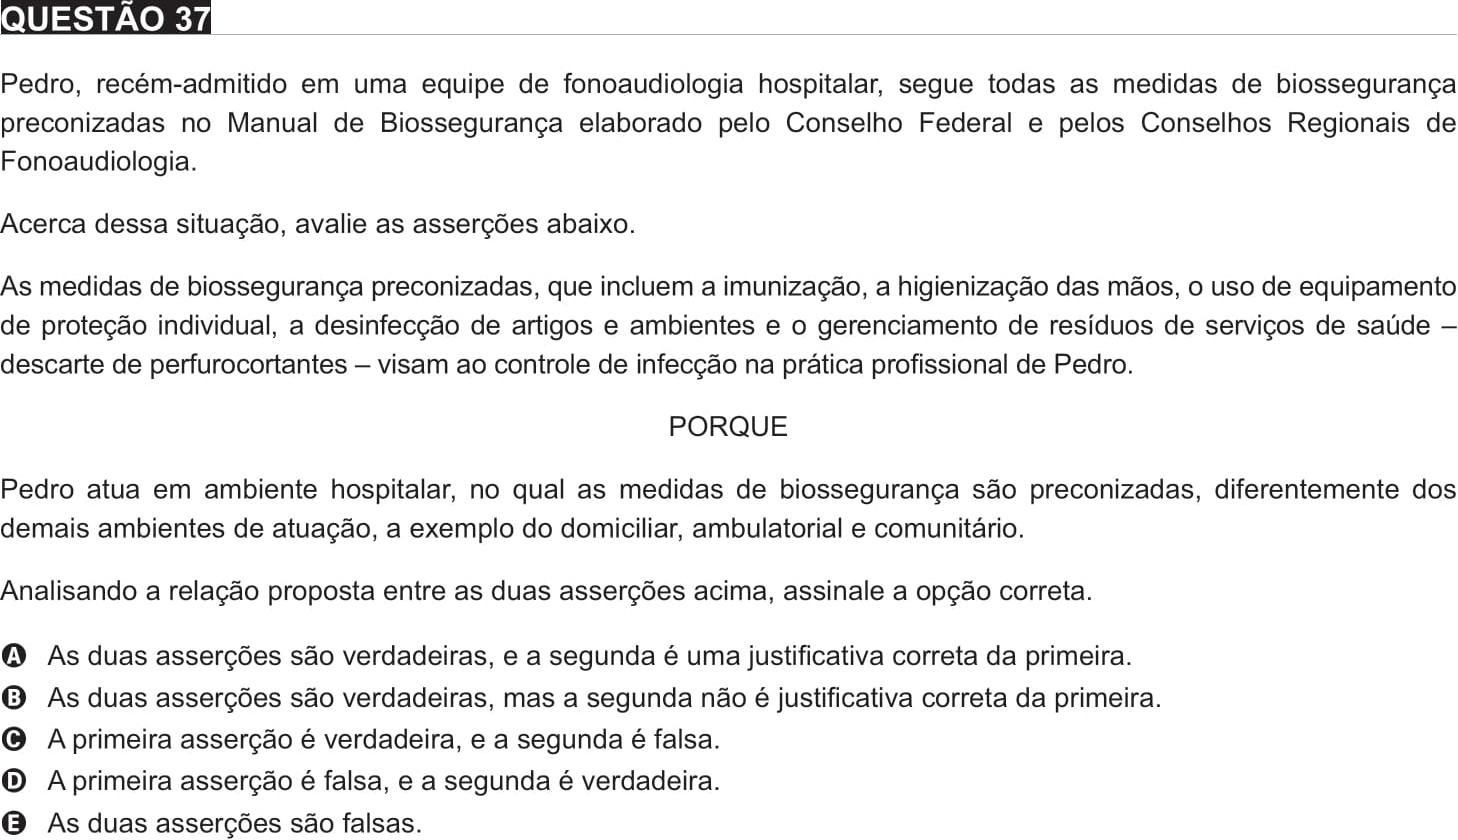 QUESTÃO 37
Pedro, recém-admitido em uma equipe de fonoaudiologia hospitalar, segue todas as medidas de biossegurança
preconizadas no Manual de Biossegurança elaborado pelo Conselho Federal e pelos Conselhos Regionais de
Fonoaudiologia.
Acerca dessa situação, avalie as asserções abaixo.
As medidas de biossegurança preconizadas, que incluem a imunização, a higienização das mãos, o uso de equipamento
de proteção individual, a desinfecção de artigos e ambientes e o gerenciamento de resíduos de serviços de saúde –
descarte de perfurocortantes – visam ao controle de infecção na prática profissional de Pedro.
PORQUE
Pedro atua em ambiente hospitalar, no qual as medidas de biossegurança são preconizadas, diferentemente dos
demais ambientes de atuação, a exemplo do domiciliar, ambulatorial e comunitário.
Analisando a relação proposta entre as duas asserções acima, assinale a opção correta.
A As duas asserções são verdadeiras, e a segunda é uma justificativa correta da primeira.
B As duas asserções são verdadeiras, mas a segunda não é justificativa correta da primeira.
C A primeira asserção é verdadeira, e a segunda é falsa.
D A primeira asserção é falsa, e a segunda é verdadeira.
E As duas asserções são falsas.